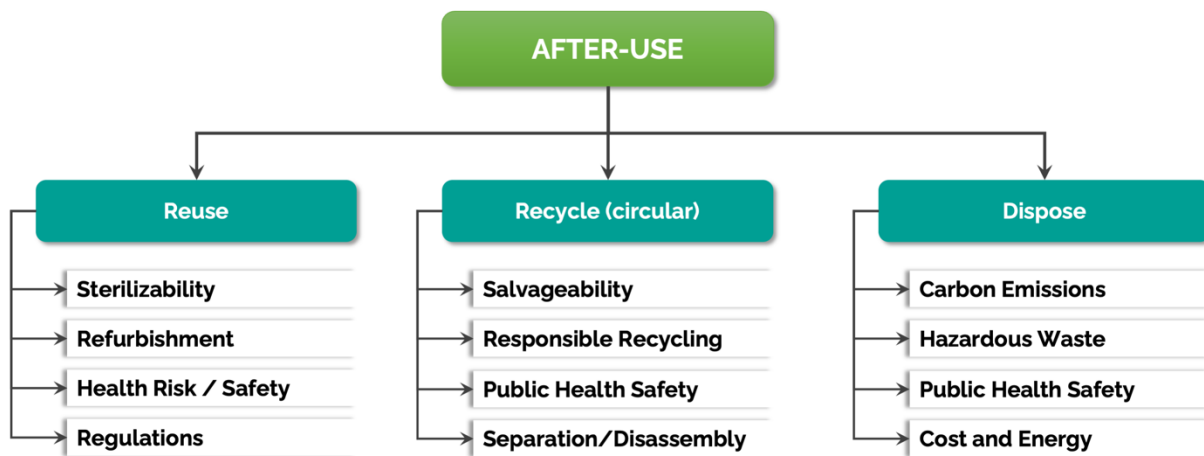 AFTER-USE
Reuse
Sterilizability
Refurbishment
Health Risk / Safety
Regulations
Recycle (circular)
Salvageability
Responsible Recycling
Public Health Safety
Separation/Disassembly
Dispose
Carbon Emissions
Hazardous Waste
Public Health Safety
Cost and Energy